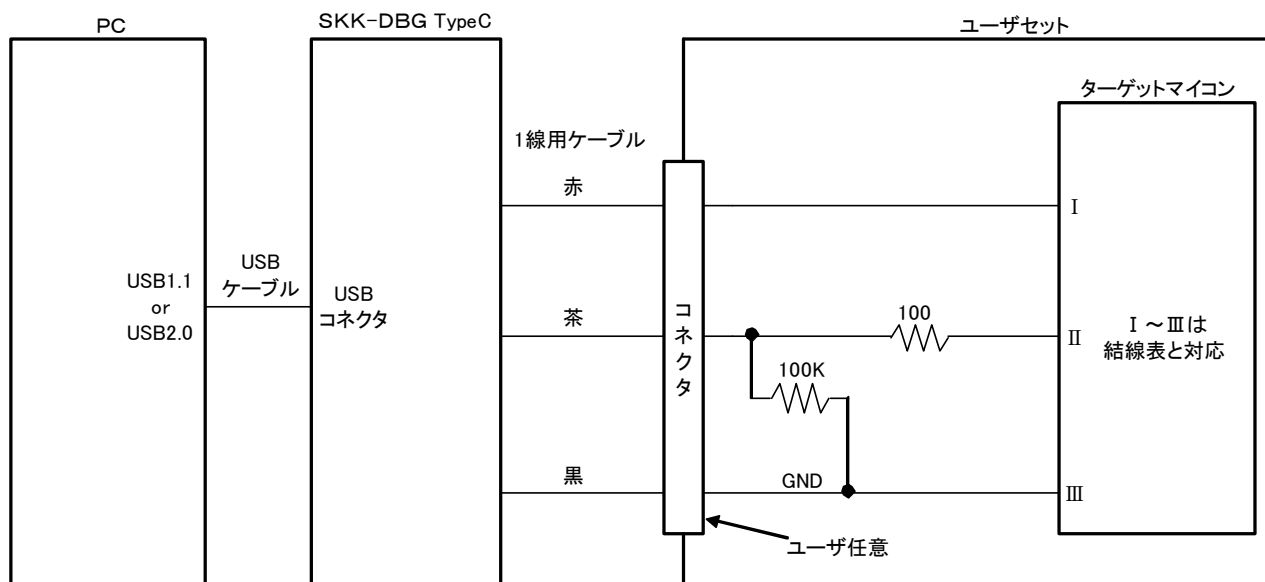 PC
SKK-DBG TypeC
ユーザセット
ターゲットマイコン
1線用ケーブル
赤
Ⅰ
USB
ケーブル
USB1.1
or
USB2.0
USB
コネクタ
茶
コネクタ
100
Ⅱ
Ⅰ～Ⅲは
結線表と対応
100K
黒
GND
Ⅲ
ユーザ任意